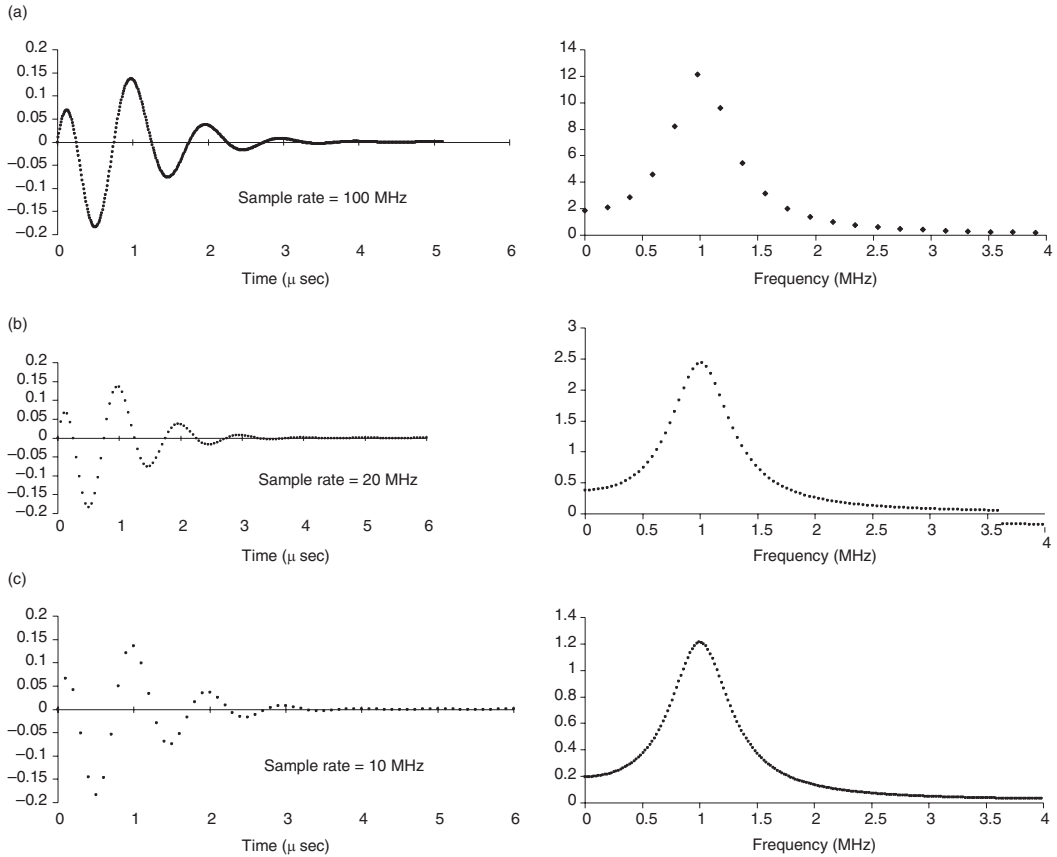 (a)
0.2
0.15
0.1
0.05
0
–0.05
–0.1
–0.15
–0.2
0 1 2 3 4 5 6
Sample rate = 100 MHz
Time (μ sec)
14
12
10
8
6
4
2
0
0 0.5 1 1.5 2 2.5 3 3.5 4
Frequency (MHz)
(b)
0.2
0.15
0.1
0.05
0
–0.05
–0.1
–0.15
–0.2
0 1 2 3 4 5 6
Sample rate = 20 MHz
Time (μ sec)
3
2.5
2
1.5
1
0.5
0
0 0.5 1 1.5 2 2.5 3 3.5 4
Frequency (MHz)
(c)
0.2
0.15
0.1
0.05
0
–0.05
–0.1
–0.15
–0.2
0 1 2 3 4 5 6
Sample rate = 10 MHz
Time (μ sec)
1.4
1.2
1
0.8
0.6
0.4
0.2
0
0 0.5 1 1.5 2 2.5 3 3.5 4
Frequency (MHz)